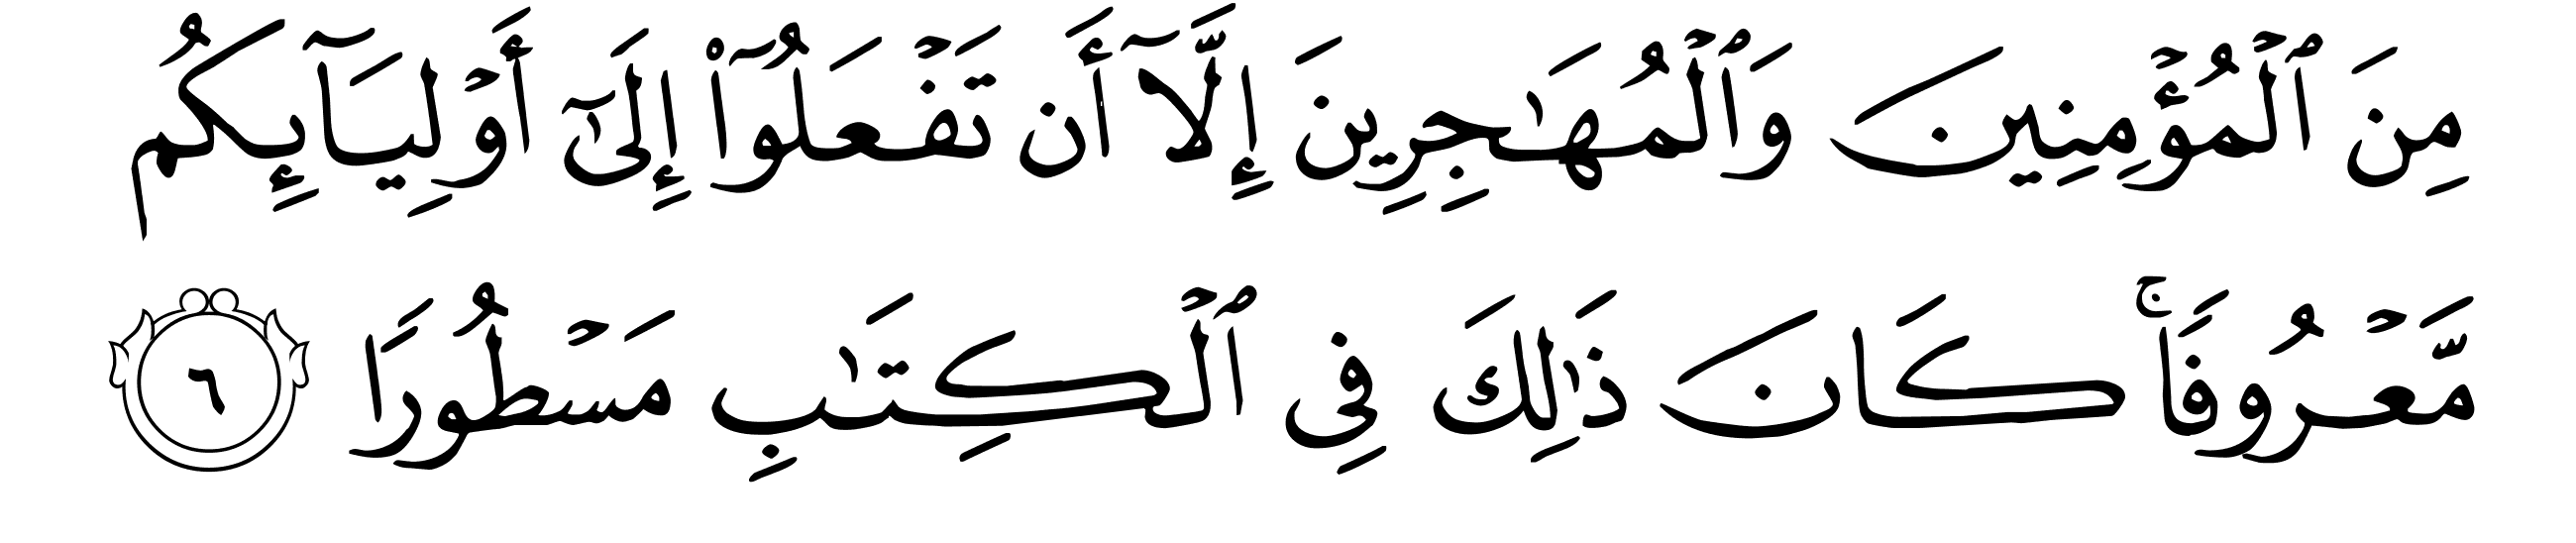 مِنَ ٱلْمُؤْمِنِينَ وَٱلْمُهَـٰجِرِينَ إِلَّآ أَن تَفْعَلُوٓا۟ إِلَىٰٓ أَوْلِيَآئِكُم
مَّعْرُوفًا ۚ كَانَ ذَٰلِكَ فِى ٱلْكِتَـٰبِ مَسْطُورًا ٦